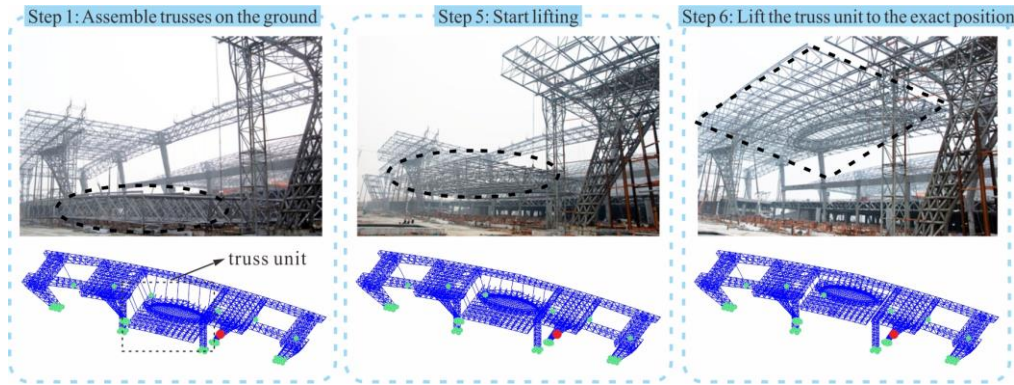 Step 1: Assemble trusses on the ground
Step 5: Start lifting
Step 6: Lift the truss unit to the exact position
truss unit